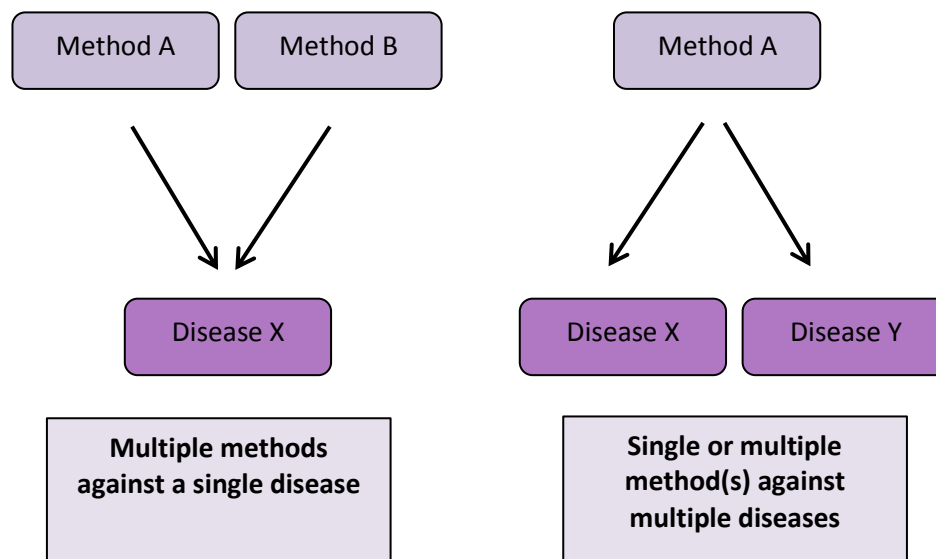 Method A
Method B
Method A
Disease X
Disease X
Disease Y
Multiple methods
against a single disease
Single or multiple
method(s) against
multiple diseases